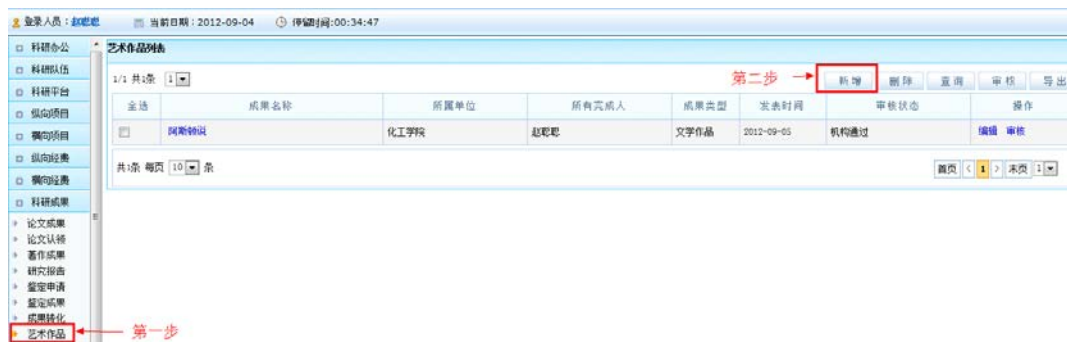 登录人员：赵聪聪 当前日期：2012-09-04 停留时间:00:34:47
科研办公
科研队伍
科研平台
纵向项目
横向项目
纵向经费
横向经费
科研成果
论文成果
论文认领
著作成果
研究报告
鉴定申请
鉴定成果
成果转化
艺术作品
第一步
艺术作品列表
1/1 共1条 1
第二步
新增 删除 查询 审核 导出
全选 成果名称 所属单位 所有完成人 成果类型 发表时间 审核状态 操作
阿斯顿说 化工学院 赵聪聪 文学作品 2012-09-05 机构通过 编辑 审核
共1条 每页 10 条
首页 < 1 > 末页 1